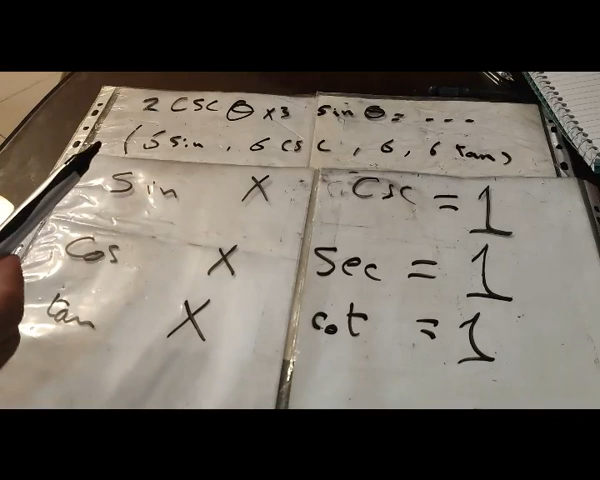 2 CSC θ x3 sin θ = ...
(5 sin, 6 csc, 6, 6 tan)
Sin X Csc = 1
Cos X Sec = 1
tan X cot = 1